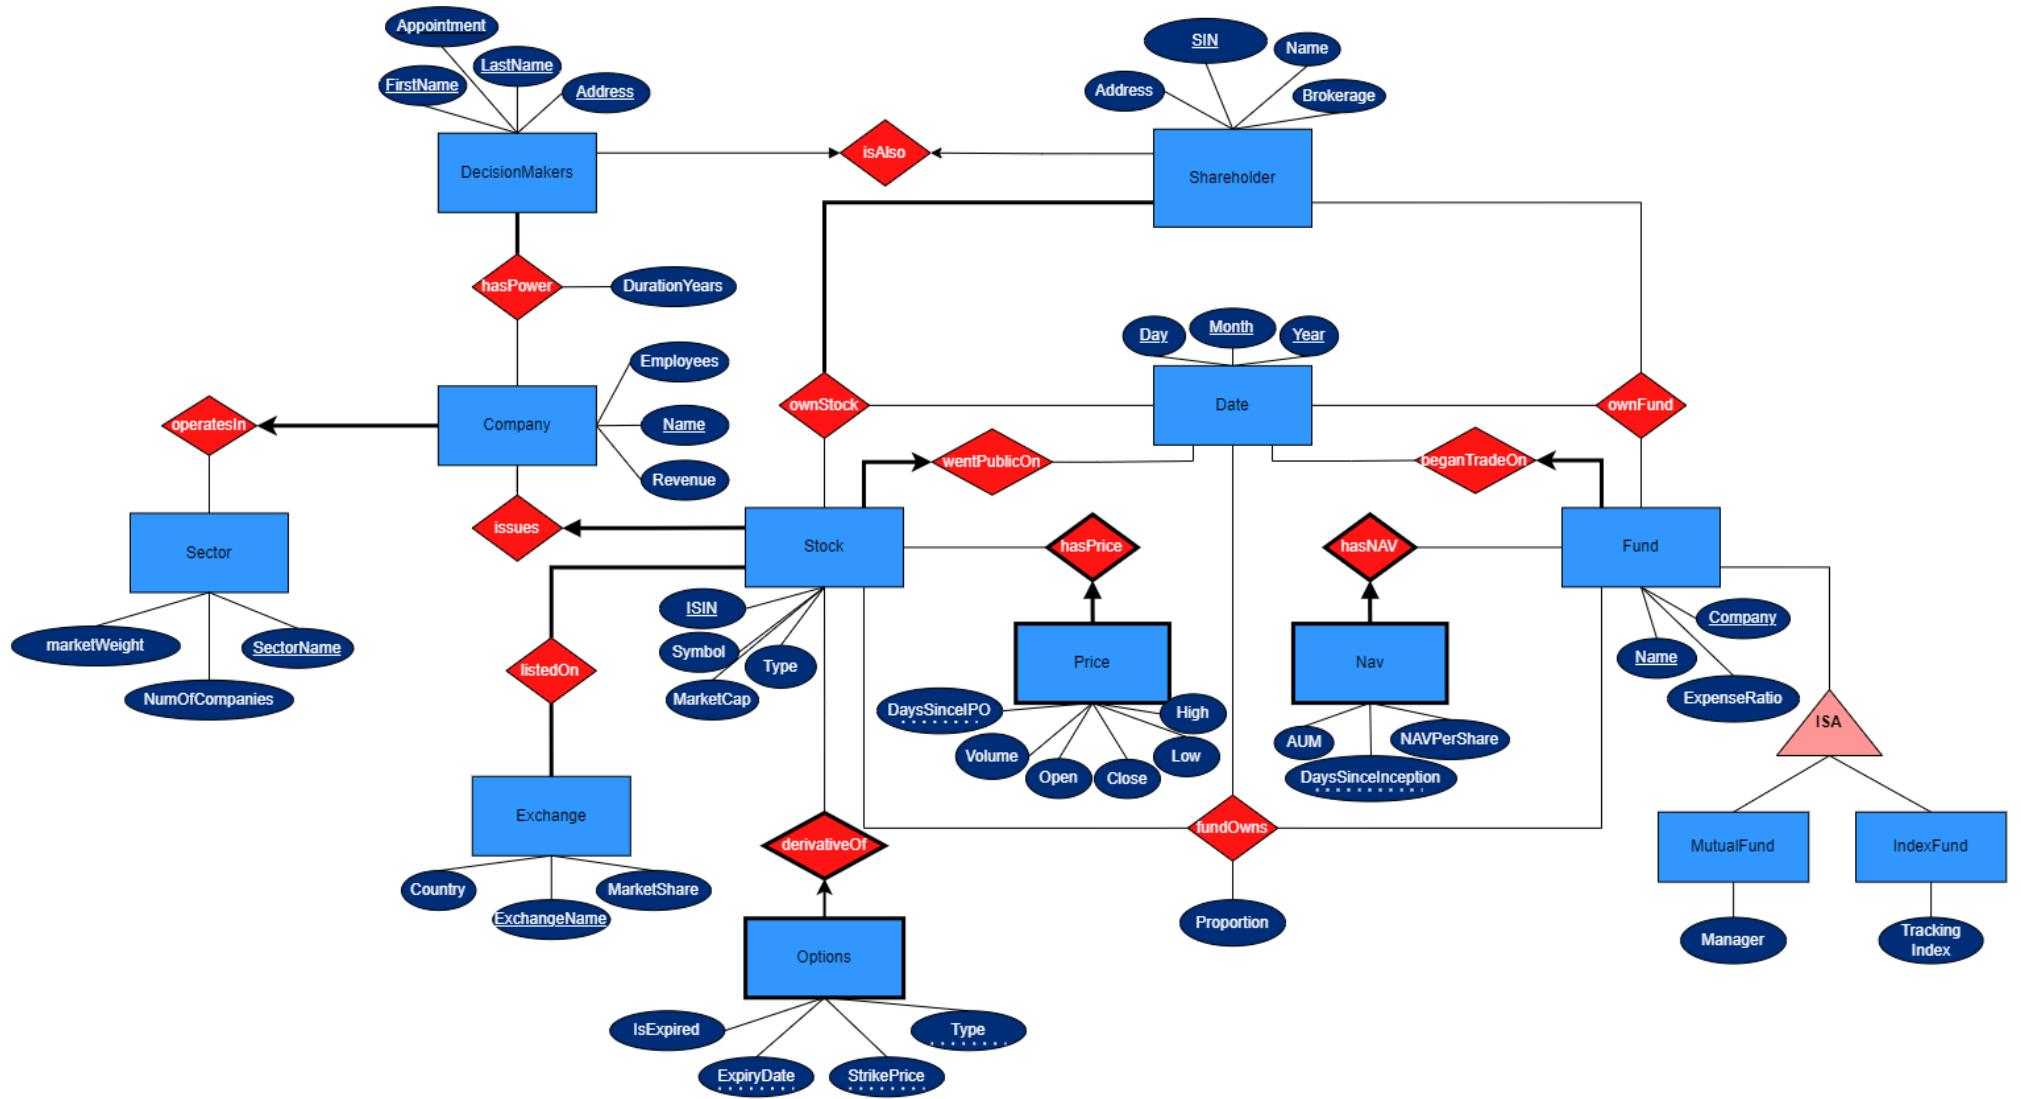 Appointment
SIN
Name
LastName
FirstName
Address
Address
Brokerage
DecisionMakers
isAlso
Shareholder
hasPower
DurationYears
Day
Month
Year
Employees
operatesIn
Company
Name
Revenue
ownStock
Date
ownFund
wentPublicOn
beganTradeOn
issues
Sector
Stock
hasPrice
hasNAV
Fund
marketWeight
SectorName
NumOfCompanies
ISIN
Symbol
Type
MarketCap
listedOn
Price
Nav
Company
Name
ExpenseRatio
DaysSinceIPO
High
Volume
Low
Open
Close
AUM
NAVPerShare
DaysSinceInception
ISA
Exchange
derivativeOf
fundOwns
MutualFund
IndexFund
Country
MarketShare
ExchangeName
Proportion
Manager
Tracking
Index
Options
IsExpired
Type
ExpiryDate
StrikePrice